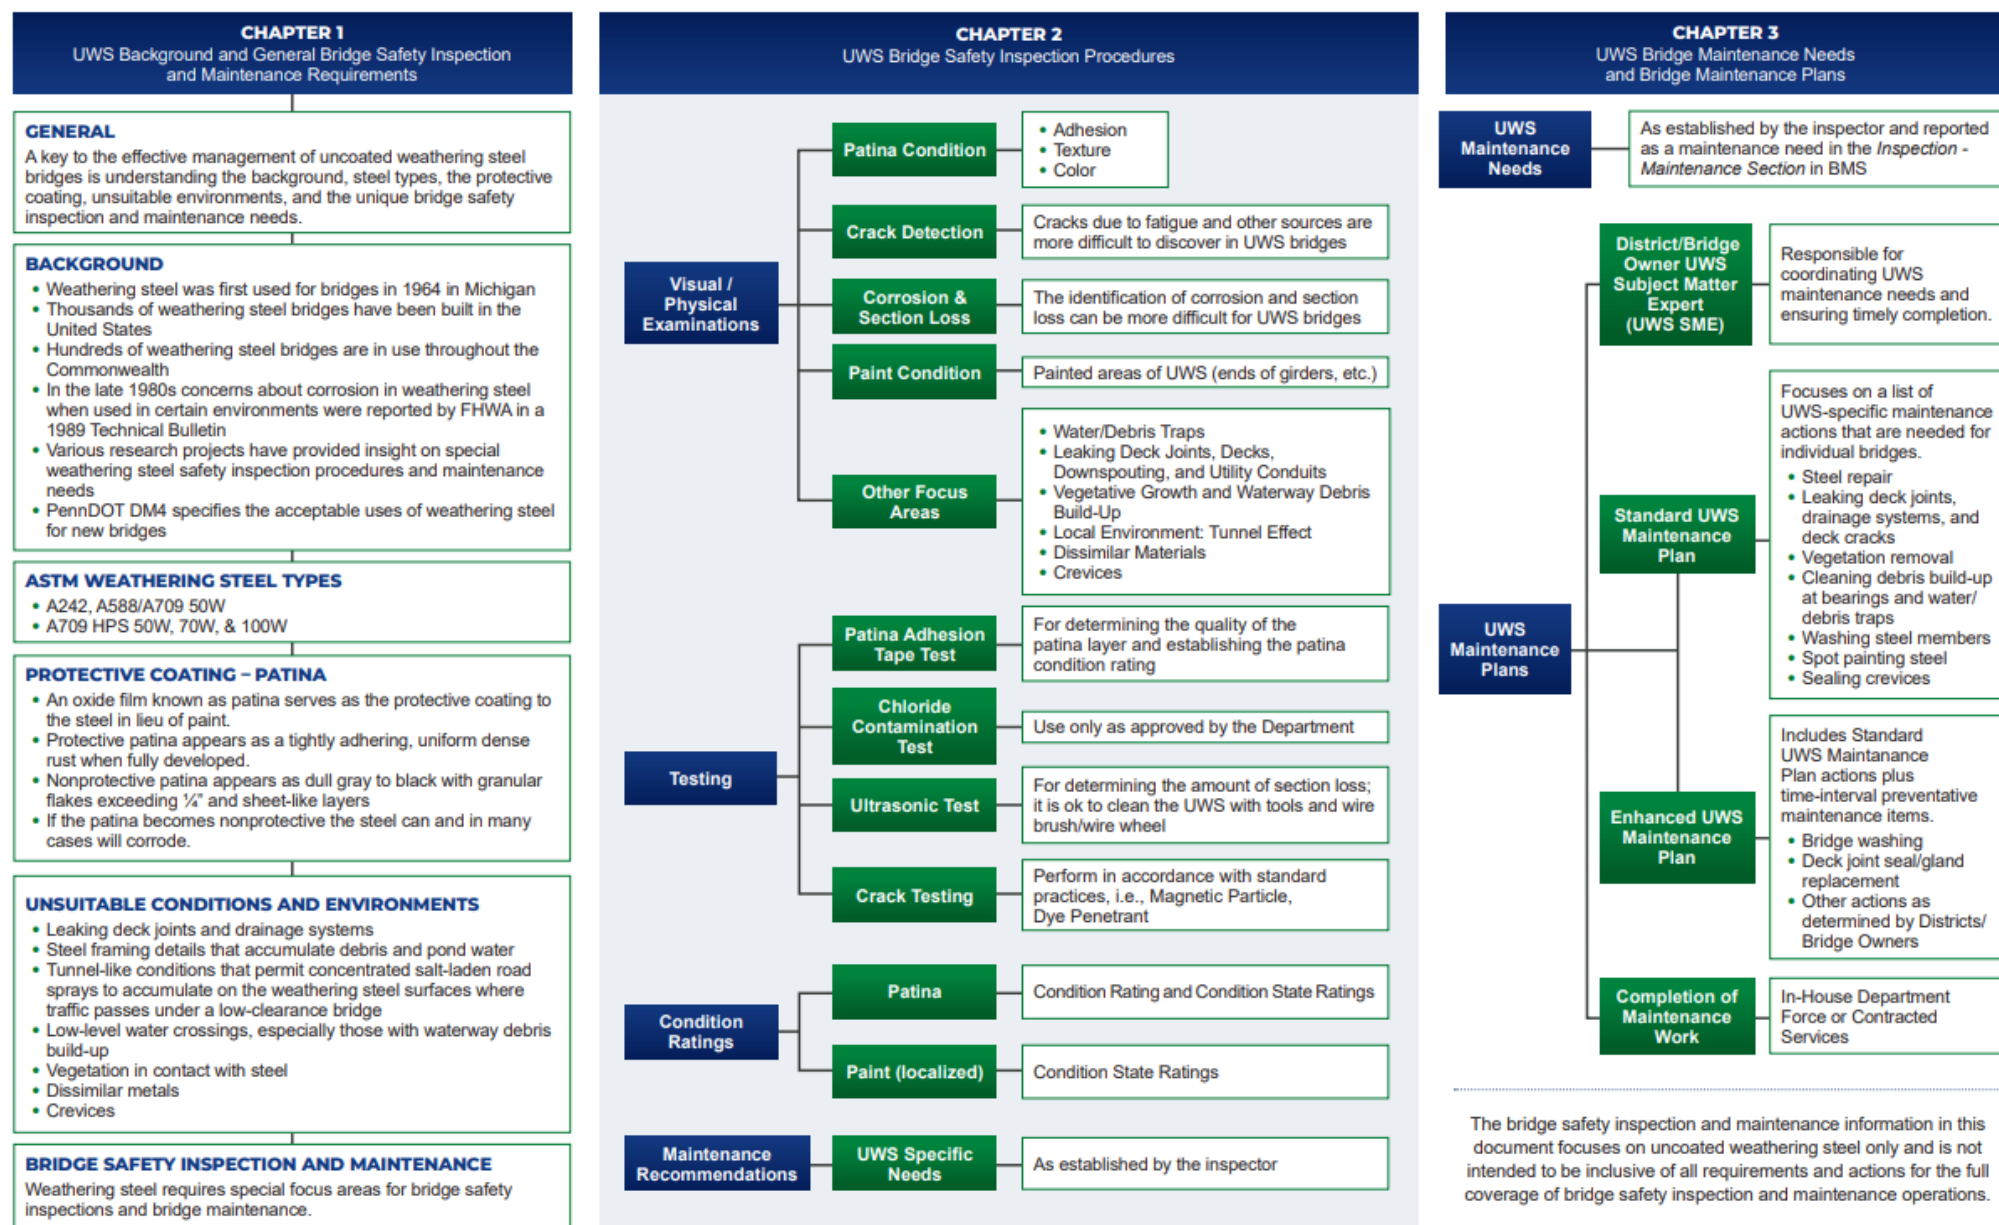 CHAPTER 1
UWS Background and General Bridge Safety Inspection
and Maintenance Requirements
GENERAL
A key to the effective management of uncoated weathering steel
bridges is understanding the background, steel types, the protective
coating, unsuitable environments, and the unique bridge safety
inspection and maintenance needs.
BACKGROUND
• Weathering steel was first used for bridges in 1964 in Michigan
• Thousands of weathering steel bridges have been built in the
United States
• Hundreds of weathering steel bridges are in use throughout the
Commonwealth
• In the late 1980s concerns about corrosion in weathering steel
when used in certain environments were reported by FHWA in a
1989 Technical Bulletin
• Various research projects have provided insight on special
weathering steel safety inspection procedures and maintenance
needs
• PennDOT DM4 specifies the acceptable uses of weathering steel
for new bridges
ASTM WEATHERING STEEL TYPES
• A242, A588/A709 50W
• A709 HPS 50W, 70W, & 100W
PROTECTIVE COATING – PATINA
• An oxide film known as patina serves as the protective coating to
the steel in lieu of paint.
• Protective patina appears as a tightly adhering, uniform dense
rust when fully developed.
• Nonprotective patina appears as dull gray to black with granular
flakes exceeding ¼" and sheet-like layers
• If the patina becomes nonprotective the steel can and in many
cases will corrode.
UNSUITABLE CONDITIONS AND ENVIRONMENTS
• Leaking deck joints and drainage systems
• Steel framing details that accumulate debris and pond water
• Tunnel-like conditions that permit concentrated salt-laden road
sprays to accumulate on the weathering steel surfaces where
traffic passes under a low-clearance bridge
• Low-level water crossings, especially those with waterway debris
build-up
• Vegetation in contact with steel
• Dissimilar metals
• Crevices
BRIDGE SAFETY INSPECTION AND MAINTENANCE
Weathering steel requires special focus areas for bridge safety
inspections and bridge maintenance.
CHAPTER 2
UWS Bridge Safety Inspection Procedures
Visual /
Physical
Examinations
Patina Condition
• Adhesion
• Texture
• Color
Crack Detection
Cracks due to fatigue and other sources are
more difficult to discover in UWS bridges
Corrosion &
Section Loss
The identification of corrosion and section
loss can be more difficult for UWS bridges
Paint Condition
Painted areas of UWS (ends of girders, etc.)
Other Focus
Areas
• Water/Debris Traps
• Leaking Deck Joints, Decks,
Downspouting, and Utility Conduits
• Vegetative Growth and Waterway Debris
Build-Up
• Local Environment: Tunnel Effect
• Dissimilar Materials
• Crevices
Testing
Patina Adhesion
Tape Test
For determining the quality of the
patina layer and establishing the patina
condition rating
Chloride
Contamination
Test
Use only as approved by the Department
Ultrasonic Test
For determining the amount of section loss;
it is ok to clean the UWS with tools and wire
brush/wire wheel
Crack Testing
Perform in accordance with standard
practices, i.e., Magnetic Particle,
Dye Penetrant
Condition
Ratings
Patina
Condition Rating and Condition State Ratings
Paint (localized)
Condition State Ratings
Maintenance
Recommendations
UWS Specific
Needs
As established by the inspector
CHAPTER 3
UWS Bridge Maintenance Needs
and Bridge Maintenance Plans
UWS
Maintenance
Needs
As established by the inspector and reported
as a maintenance need in the Inspection -
Maintenance Section in BMS
UWS
Maintenance
Plans
District/Bridge
Owner UWS
Subject Matter
Expert
(UWS SME)
Responsible for
coordinating UWS
maintenance needs and
ensuring timely completion.
Standard UWS
Maintenance
Plan
Focuses on a list of
UWS-specific maintenance
actions that are needed for
individual bridges.
• Steel repair
• Leaking deck joints,
drainage systems, and
deck cracks
• Vegetation removal
• Cleaning debris build-up
at bearings and water/
debris traps
• Washing steel members
• Spot painting steel
• Sealing crevices
Enhanced UWS
Maintenance
Plan
Includes Standard
UWS Maintanance
Plan actions plus
time-interval preventative
maintenance items.
• Bridge washing
• Deck joint seal/gland
replacement
• Other actions as
determined by Districts/
Bridge Owners
Completion of
Maintenance
Work
In-House Department
Force or Contracted
Services
The bridge safety inspection and maintenance information in this
document focuses on uncoated weathering steel only and is not
intended to be inclusive of all requirements and actions for the full
coverage of bridge safety inspection and maintenance operations.